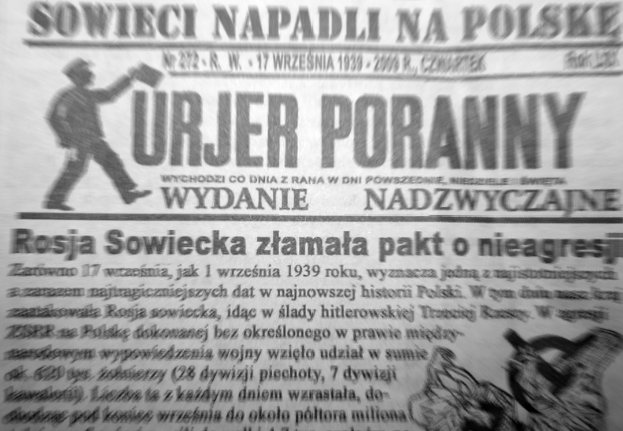 SOWIECI NAPADLI NA POLSKĘ
Nr 272 - R. W. - 17 WRZEŚNIA 1939 - 2009 R., CZWARTEK Rok
KURJER PORANNY
WYCHODZI CO DNIA Z RANA W DNI POWSZEDNIE, NIEDZIELE I ŚWIĘTA
WYDANIE NADZWYCZAJNE
Rosja Sowiecka złamała pakt o nieagresji
Zarówno 17 września, jak 1 września 1939 roku, wyznacza jedną z najistotniejszych
a zarazem najtragiczniejszych dat w najnowszej historii Polski. W tym dniu nasz kraj
zaatakowała Rosja sowiecka, idąc w ślady hitlerowskiej Trzeciej Rzeszy. W agresji
ZSRR na Polskę dokonanej bez określonego w prawie między-
narodowym wypowiedzenia wojny wzięło udział w sumie
ok. 620 tys. żołnierzy (28 dywizji piechoty, 7 dywizji
kawalerii). Liczba ta z każdym dniem wzrastała, do-
chodząc pod koniec września do około półtora miliona